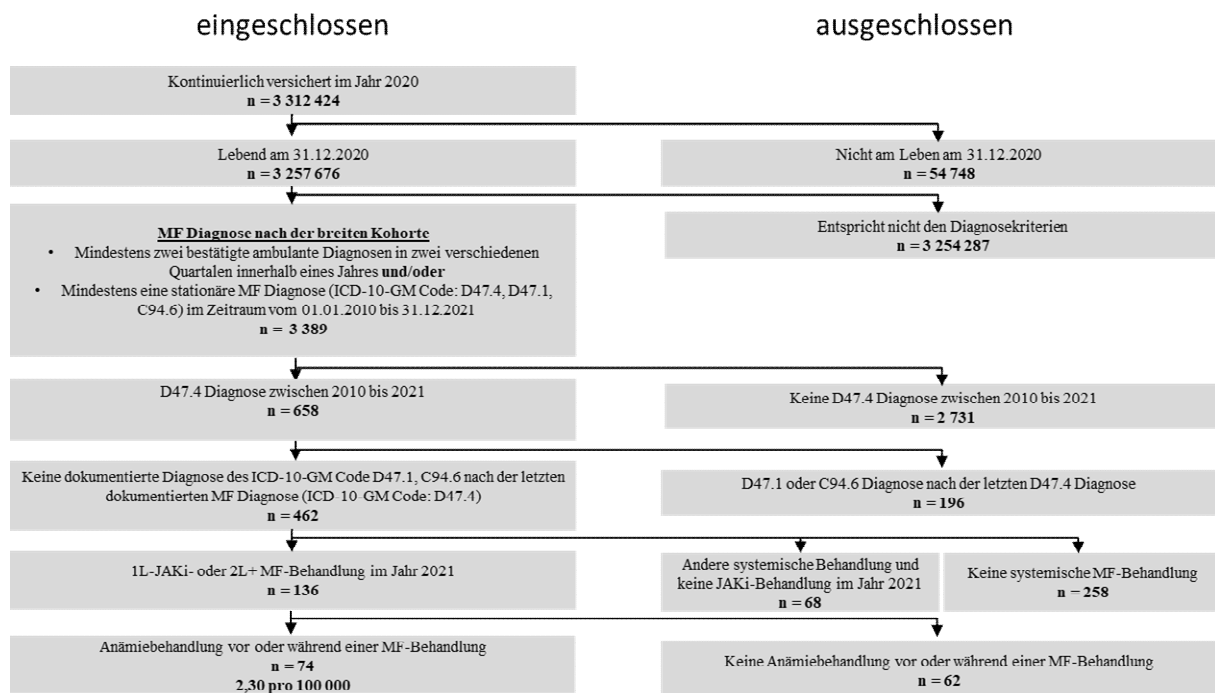 eingeschlossen
ausgeschlossen
Kontinuierlich versichert im Jahr 2020
n = 3 312 424
Lebend am 31.12.2020
n = 3 257 676
Nicht am Leben am 31.12.2020
n = 54 748
MF Diagnose nach der breiten Kohorte
• Mindestens zwei bestätigte ambulante Diagnosen in zwei verschiedenen
Quartalen innerhalb eines Jahres und/oder
• Mindestens eine stationäre MF Diagnose (ICD-10-GM Code: D47.4, D47.1,
C94.6) im Zeitraum vom 01.01.2010 bis 31.12.2021
n = 3 389
Entspricht nicht den Diagnosekriterien
n = 3 254 287
D47.4 Diagnose zwischen 2010 bis 2021
n = 658
Keine D47.4 Diagnose zwischen 2010 bis 2021
n = 2 731
Keine dokumentierte Diagnose des ICD-10-GM Code D47.1, C94.6 nach der letzten
dokumentierten MF Diagnose (ICD-10-GM Code: D47.4)
n = 462
D47.1 oder C94.6 Diagnose nach der letzten D47.4 Diagnose
n = 196
1L-JAKi- oder 2L+ MF-Behandlung im Jahr 2021
n = 136
Andere systemische Behandlung und
keine JAKi-Behandlung im Jahr 2021
n = 68
Keine systemische MF-Behandlung
n = 258
Anämiebehandlung vor oder während einer MF-Behandlung
n = 74
2,30 pro 100 000
Keine Anämiebehandlung vor oder während einer MF-Behandlung
n = 62